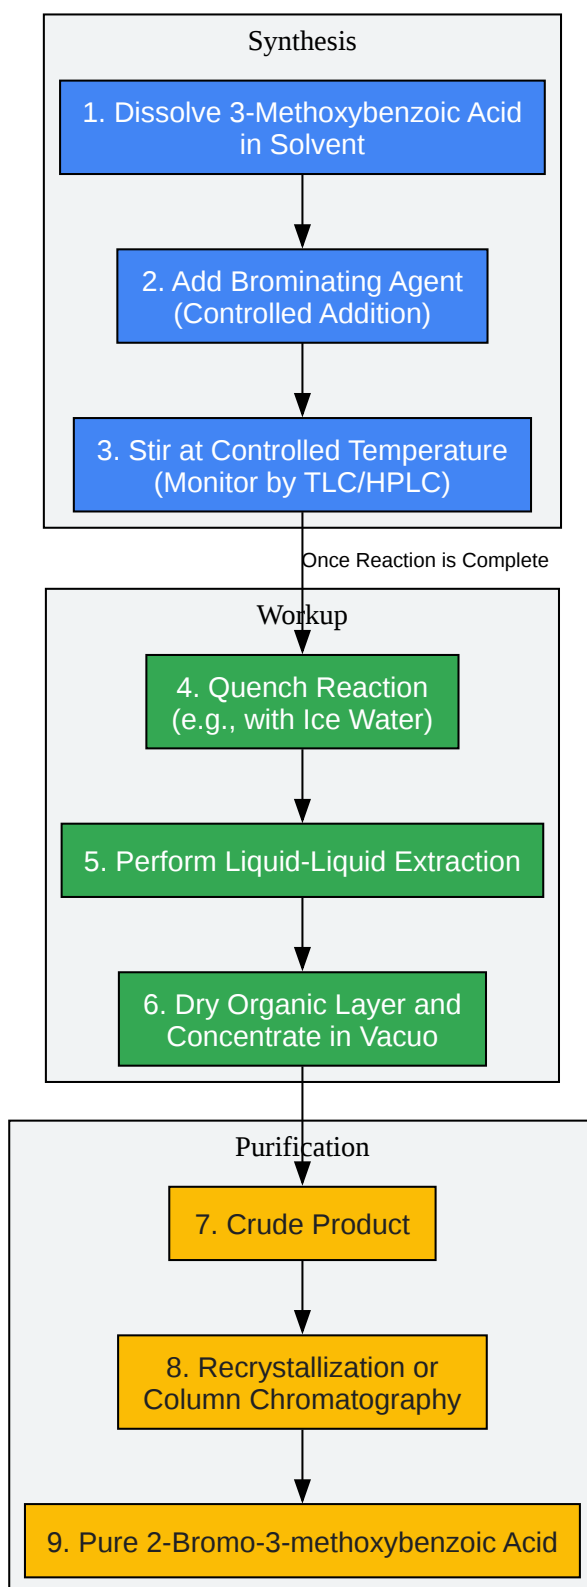 Synthesis
1. Dissolve 3-Methoxybenzoic Acid
in Solvent
2. Add Brominating Agent
(Controlled Addition)
3. Stir at Controlled Temperature
(Monitor by TLC/HPLC)
Once Reaction is Complete
Workup
4. Quench Reaction
(e.g., with Ice Water)
5. Perform Liquid-Liquid Extraction
6. Dry Organic Layer and
Concentrate in Vacuo
Purification
7. Crude Product
8. Recrystallization or
Column Chromatography
9. Pure 2-Bromo-3-methoxybenzoic Acid